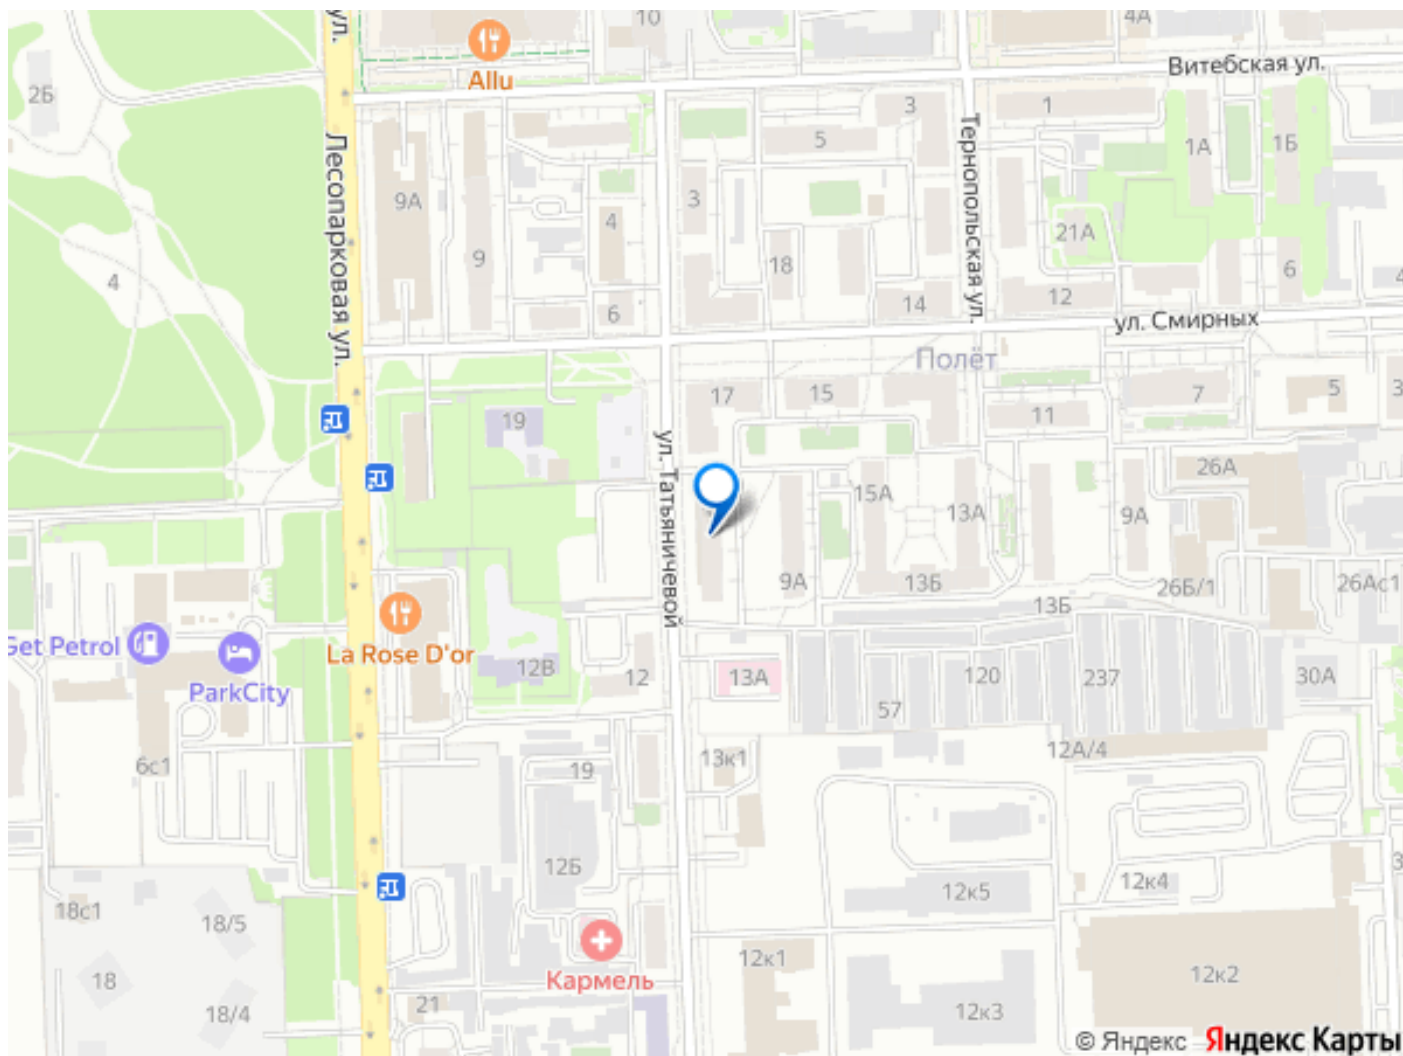 ул.
10
4А
Allu
Витебская ул.
2Б
Лесопарковая ул.
3
1
5
Тернопольская ул.
1А
1Б
9А
3
4
21А
9
18
6
4
4
12
14
6
ул. Смирных
Полёт
17
15
7
5
3
11
19
ул. Татьяничевой
26А
15А
13А
9А
9А
13Б
26Б/1
26Ас1
13Б
Get Petrol
La Rose D'or
ParkCity
12В
12
13А
120
237
30А
57
12А/4
6с1
13к1
19
12Б
12к5
12к4
3
18с1
18/5
Кармель
12к1
18
12к2
18/4
21
12к3
© Яндекс Яндекс Карты